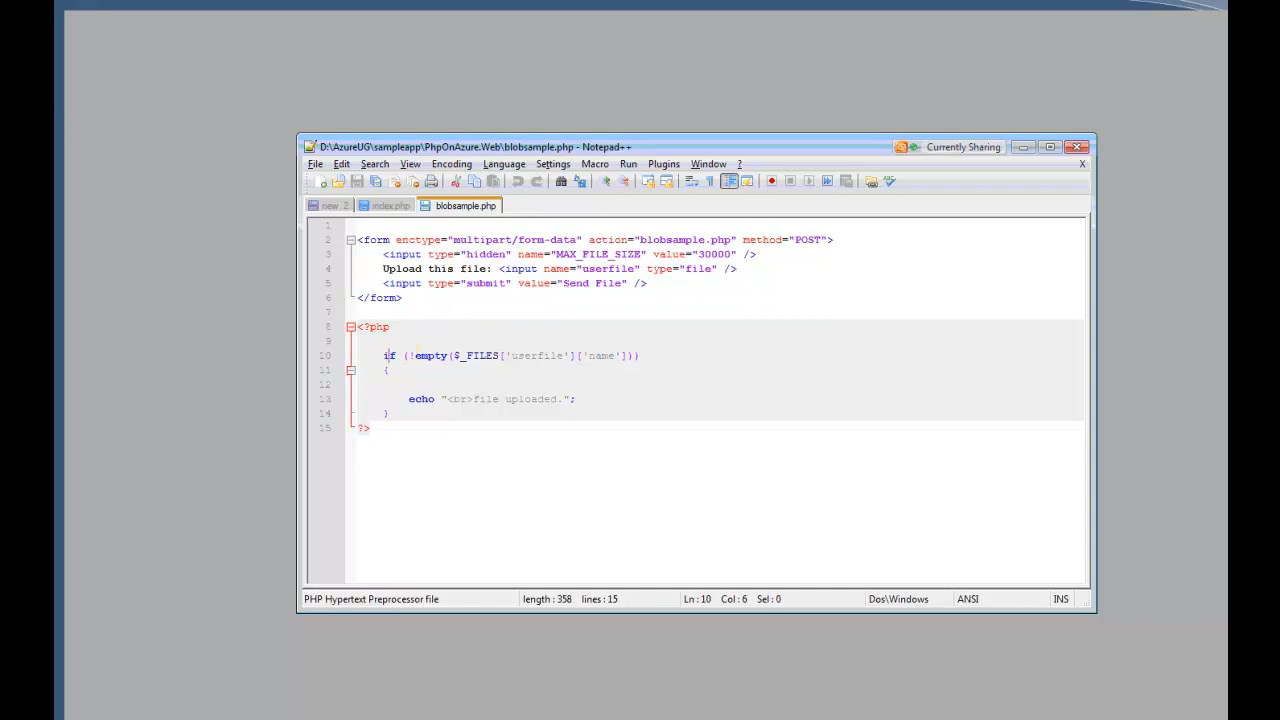 D:\AzureUG\sampleapp\PhpOnAzure.Web\blobsample.php - Notepad++
Currently Sharing
File Edit Search View Encoding Language Settings Macro Run Plugins Window ? X
new 2 index.php blobsample.php
1
2 <form enctype="multipart/form-data" action="blobsample.php" method="POST">
3 <input type="hidden" name="MAX_FILE_SIZE" value="30000" />
4 Upload this file: <input name="userfile" type="file" />
5 <input type="submit" value="Send File" />
6 </form>
7
8 <?php
9
10 if (!empty($_FILES['userfile']['name']))
11 {
12
13 echo "<br>file uploaded.";
14 }
15 ?>
PHP Hypertext Preprocessor file length : 358 lines : 15 Ln : 10 Col : 6 Sel : 0 Dos\Windows ANSI INS